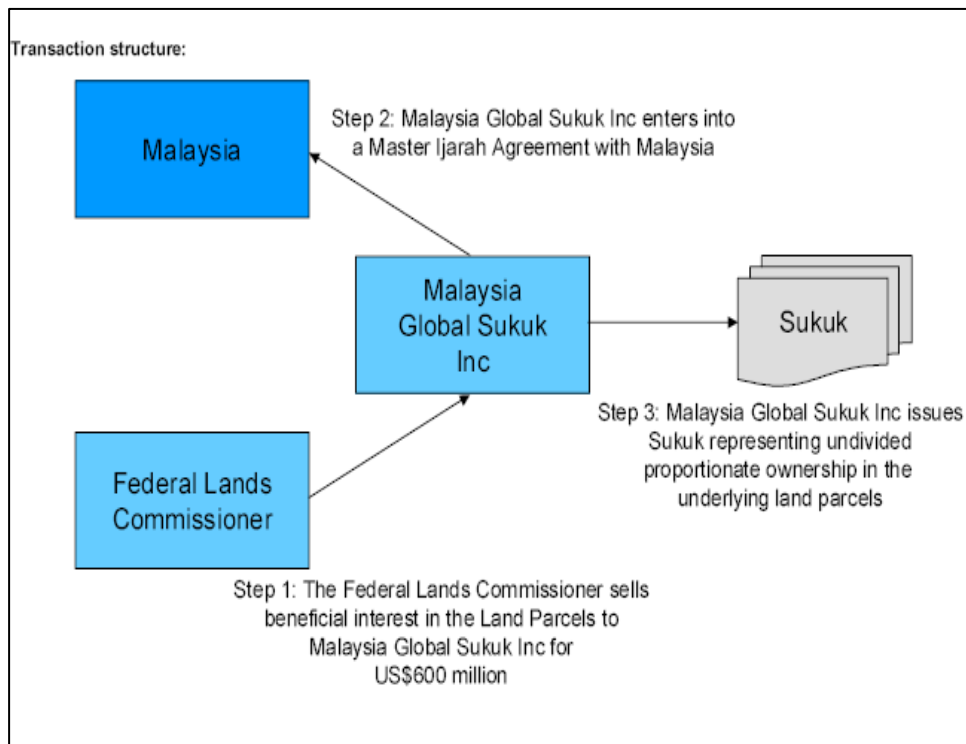 Transaction structure:
Malaysia
Step 2: Malaysia Global Sukuk Inc enters into
a Master Ijarah Agreement with Malaysia
Malaysia
Global Sukuk
Inc
Sukuk
Step 3: Malaysia Global Sukuk Inc issues
Sukuk representing undivided
proportionate ownership in the
underlying land parcels
Federal Lands
Commissioner
Step 1: The Federal Lands Commissioner sells
beneficial interest in the Land Parcels to
Malaysia Global Sukuk Inc for
US$600 million